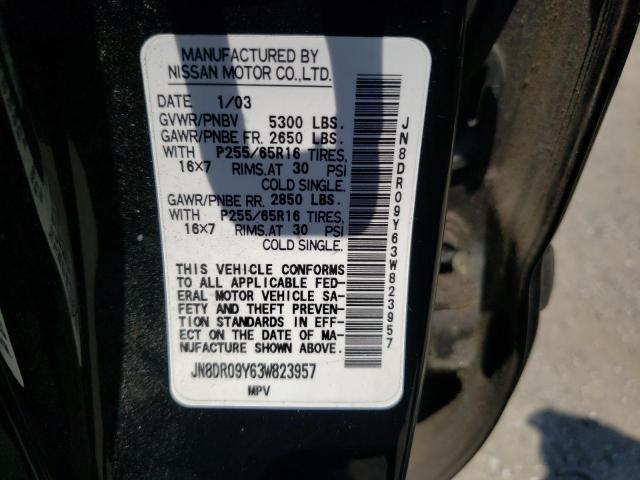 MANUFACTURED BY
NISSAN MOTOR CO.,LTD.
DATE 1/03
GVWR/PNBV 5300 LBS.
GAWR/PNBE FR. 2650 LBS.
WITH P255/65R16 TIRES,
16×7 RIMS.AT 30 PSI
COLD SINGLE.
GAWR/PNBE RR. 2850 LBS.
WITH P255/65R16 TIRES,
16×7 RIMS.AT 30 PSI
COLD SINGLE.
THIS VEHICLE CONFORMS
TO ALL APPLICABLE FED-
ERAL MOTOR VEHICLE SA-
FETY AND THEFT PREVEN-
TION STANDARDS IN EFF-
ECT ON THE DATE OF MA-
NUFACTURE SHOWN ABOVE.
JN8DR09Y63W823957
MPV
JN8DR09Y63W823957